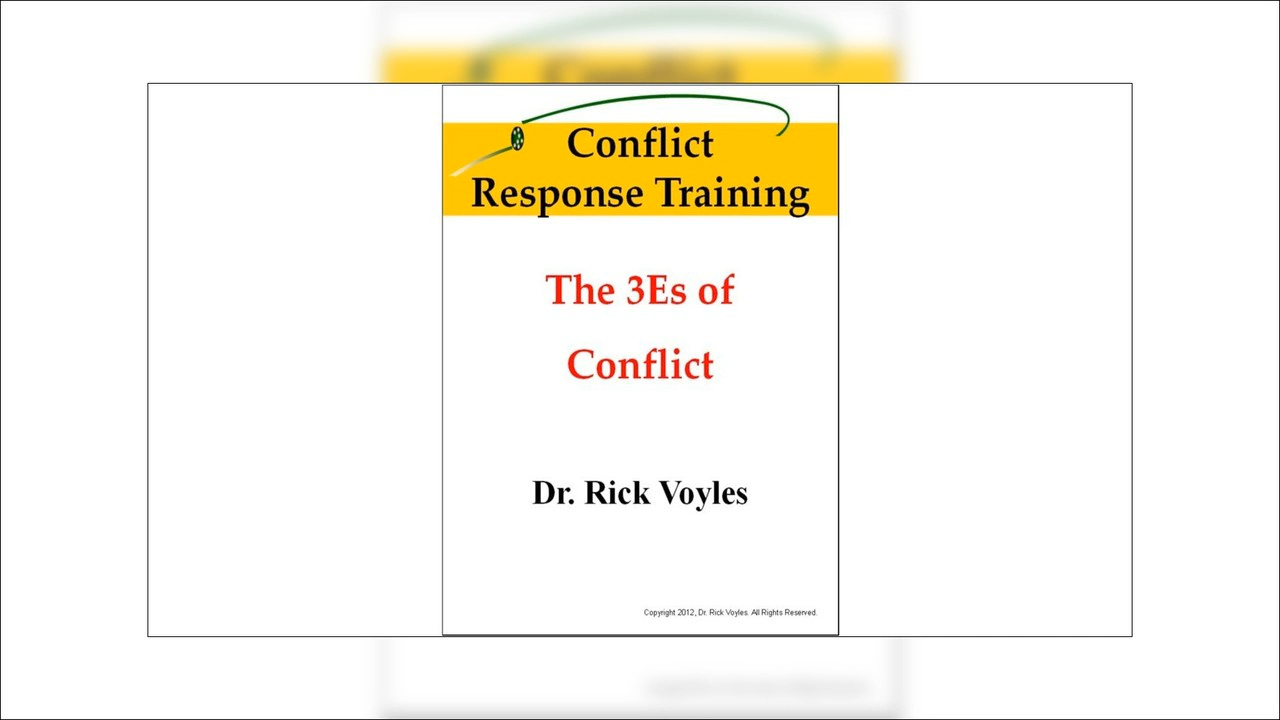 Conflict
Response Training
The 3Es of
Conflict
Dr. Rick Voyles
Copyright 2012, Dr. Rick Voyles. All Rights Reserved.